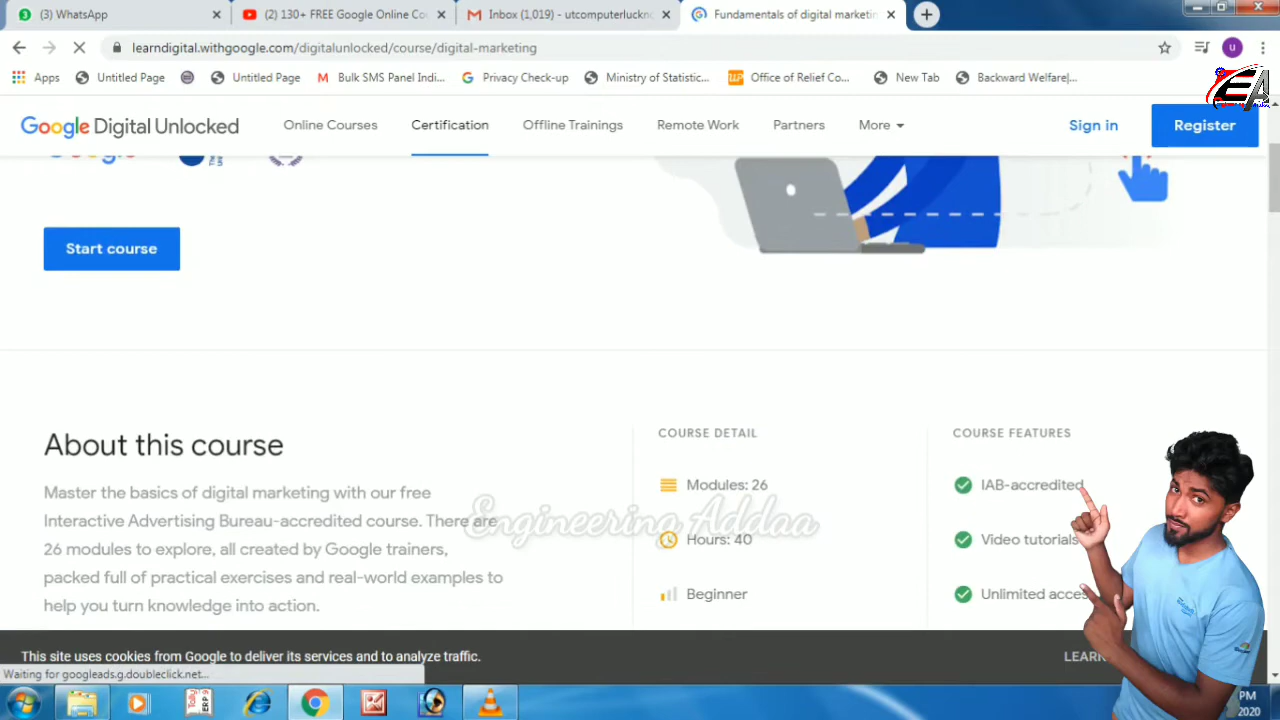 (3) WhatsApp
(2) 130+ FREE Google Online Co
Inbox (1,019) - utcomputerluckn
Fundamentals of digital marketin
learndigital.withgoogle.com/digitalunlocked/course/digital-marketing
u
Apps
Untitled Page
Untitled Page
Bulk SMS Panel Indi...
Privacy Check-up
Ministry of Statistic...
Office of Relief Co...
New Tab
Backward Welfare|...
EA
Google Digital Unlocked
Online Courses
Certification
Offline Trainings
Remote Work
Partners
More
Sign in
Register
Start course
About this course
Master the basics of digital marketing with our free
Interactive Advertising Bureau-accredited course. There are
26 modules to explore, all created by Google trainers,
packed full of practical exercises and real-world examples to
help you turn knowledge into action.
COURSE DETAIL
Modules: 26
Hours: 40
Beginner
COURSE FEATURES
IAB-accredited
Video tutorials
Unlimited acces
Engineering Addaa
This site uses cookies from Google to deliver its services and to analyze traffic.
LEARN
Waiting for googleads.g.doubleclick.net...
PM
2020